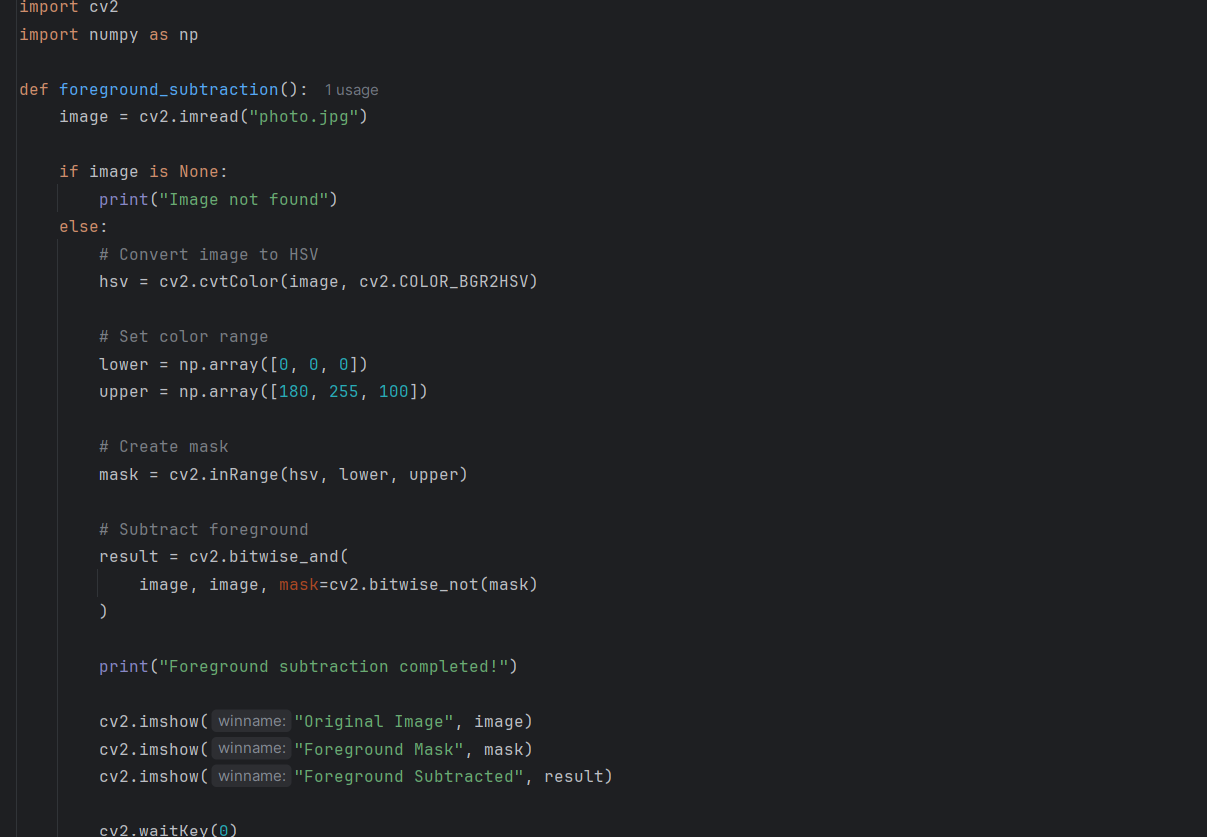 import cv2
import numpy as np
def foreground_subtraction(): 1 usage
image = cv2.imread("photo.jpg")
if image is None:
print("Image not found")
else:
# Convert image to HSV
hsv = cv2.cvtColor(image, cv2.COLOR_BGR2HSV)
# Set color range
lower = np.array([0, 0, 0])
upper = np.array([180, 255, 100])
# Create mask
mask = cv2.inRange(hsv, lower, upper)
# Subtract foreground
result = cv2.bitwise_and(
image, image, mask=cv2.bitwise_not(mask)
)
print("Foreground subtraction completed!")
cv2.imshow( winname: "Original Image", image)
cv2.imshow( winname: "Foreground Mask", mask)
cv2.imshow( winname: "Foreground Subtracted", result)
cv2.waitKey(0)